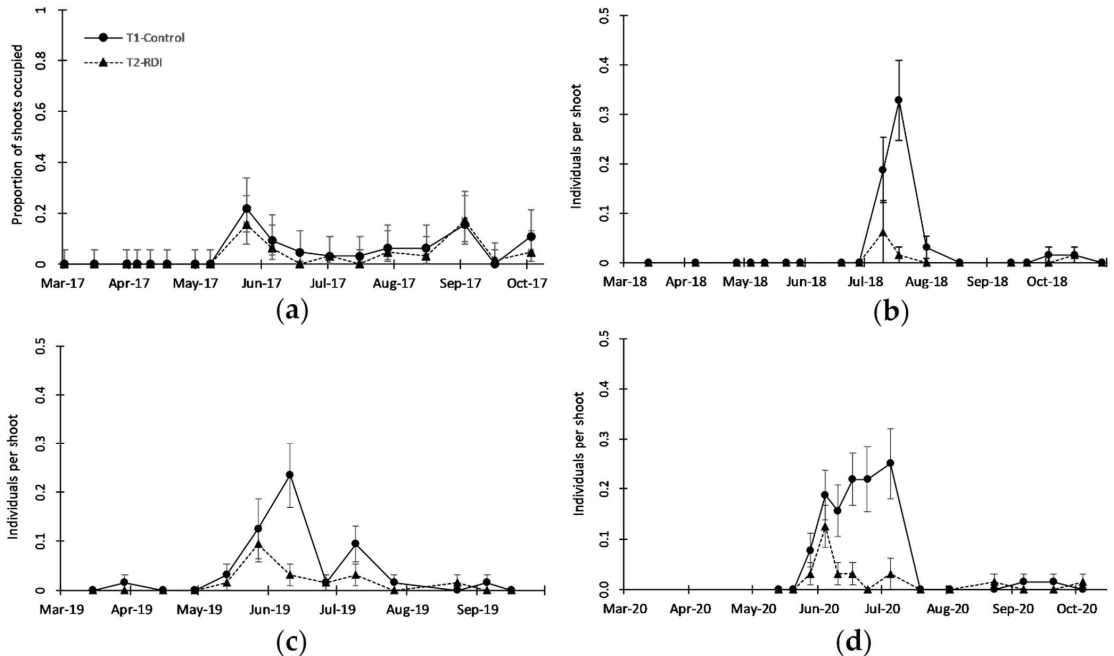 1
0.8
0.6
0.4
0.2
0
Proportion of shoots occupied
T1-Control
T2-RDI
Mar-17 Apr-17 May-17 Jun-17 Jul-17 Aug-17 Sep-17 Oct-17
(a)
0.5
0.4
0.3
0.2
0.1
0
Individuals per shoot
Mar-18 Apr-18 May-18 Jun-18 Jul-18 Aug-18 Sep-18 Oct-18
(b)
0.5
0.4
0.3
0.2
0.1
0
Individuals per shoot
Mar-19 Apr-19 May-19 Jun-19 Jul-19 Aug-19 Sep-19
(c)
0.5
0.4
0.3
0.2
0.1
0.0
Individuals per shoot
Mar-20 Apr-20 May-20 Jun-20 Jul-20 Aug-20 Sep-20 Oct-20
(d)